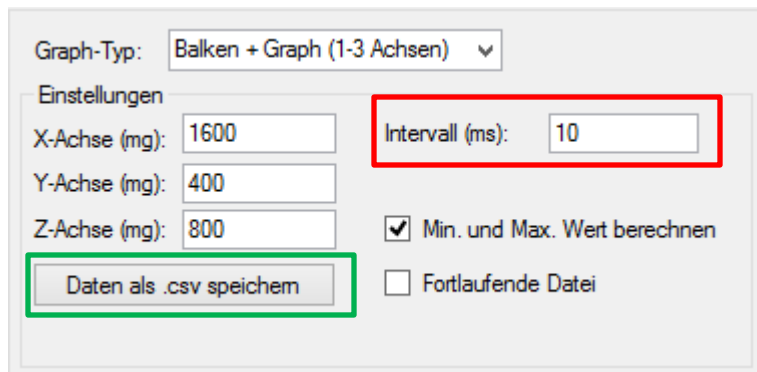 Graph-Typ: Balken + Graph (1-3 Achsen)
Einstellungen
X-Achse (mg): 1600 Intervall (ms): 10
Y-Achse (mg): 400
Z-Achse (mg): 800 Min. und Max. Wert berechnen
Daten als .csv speichern Fortlaufende Datei